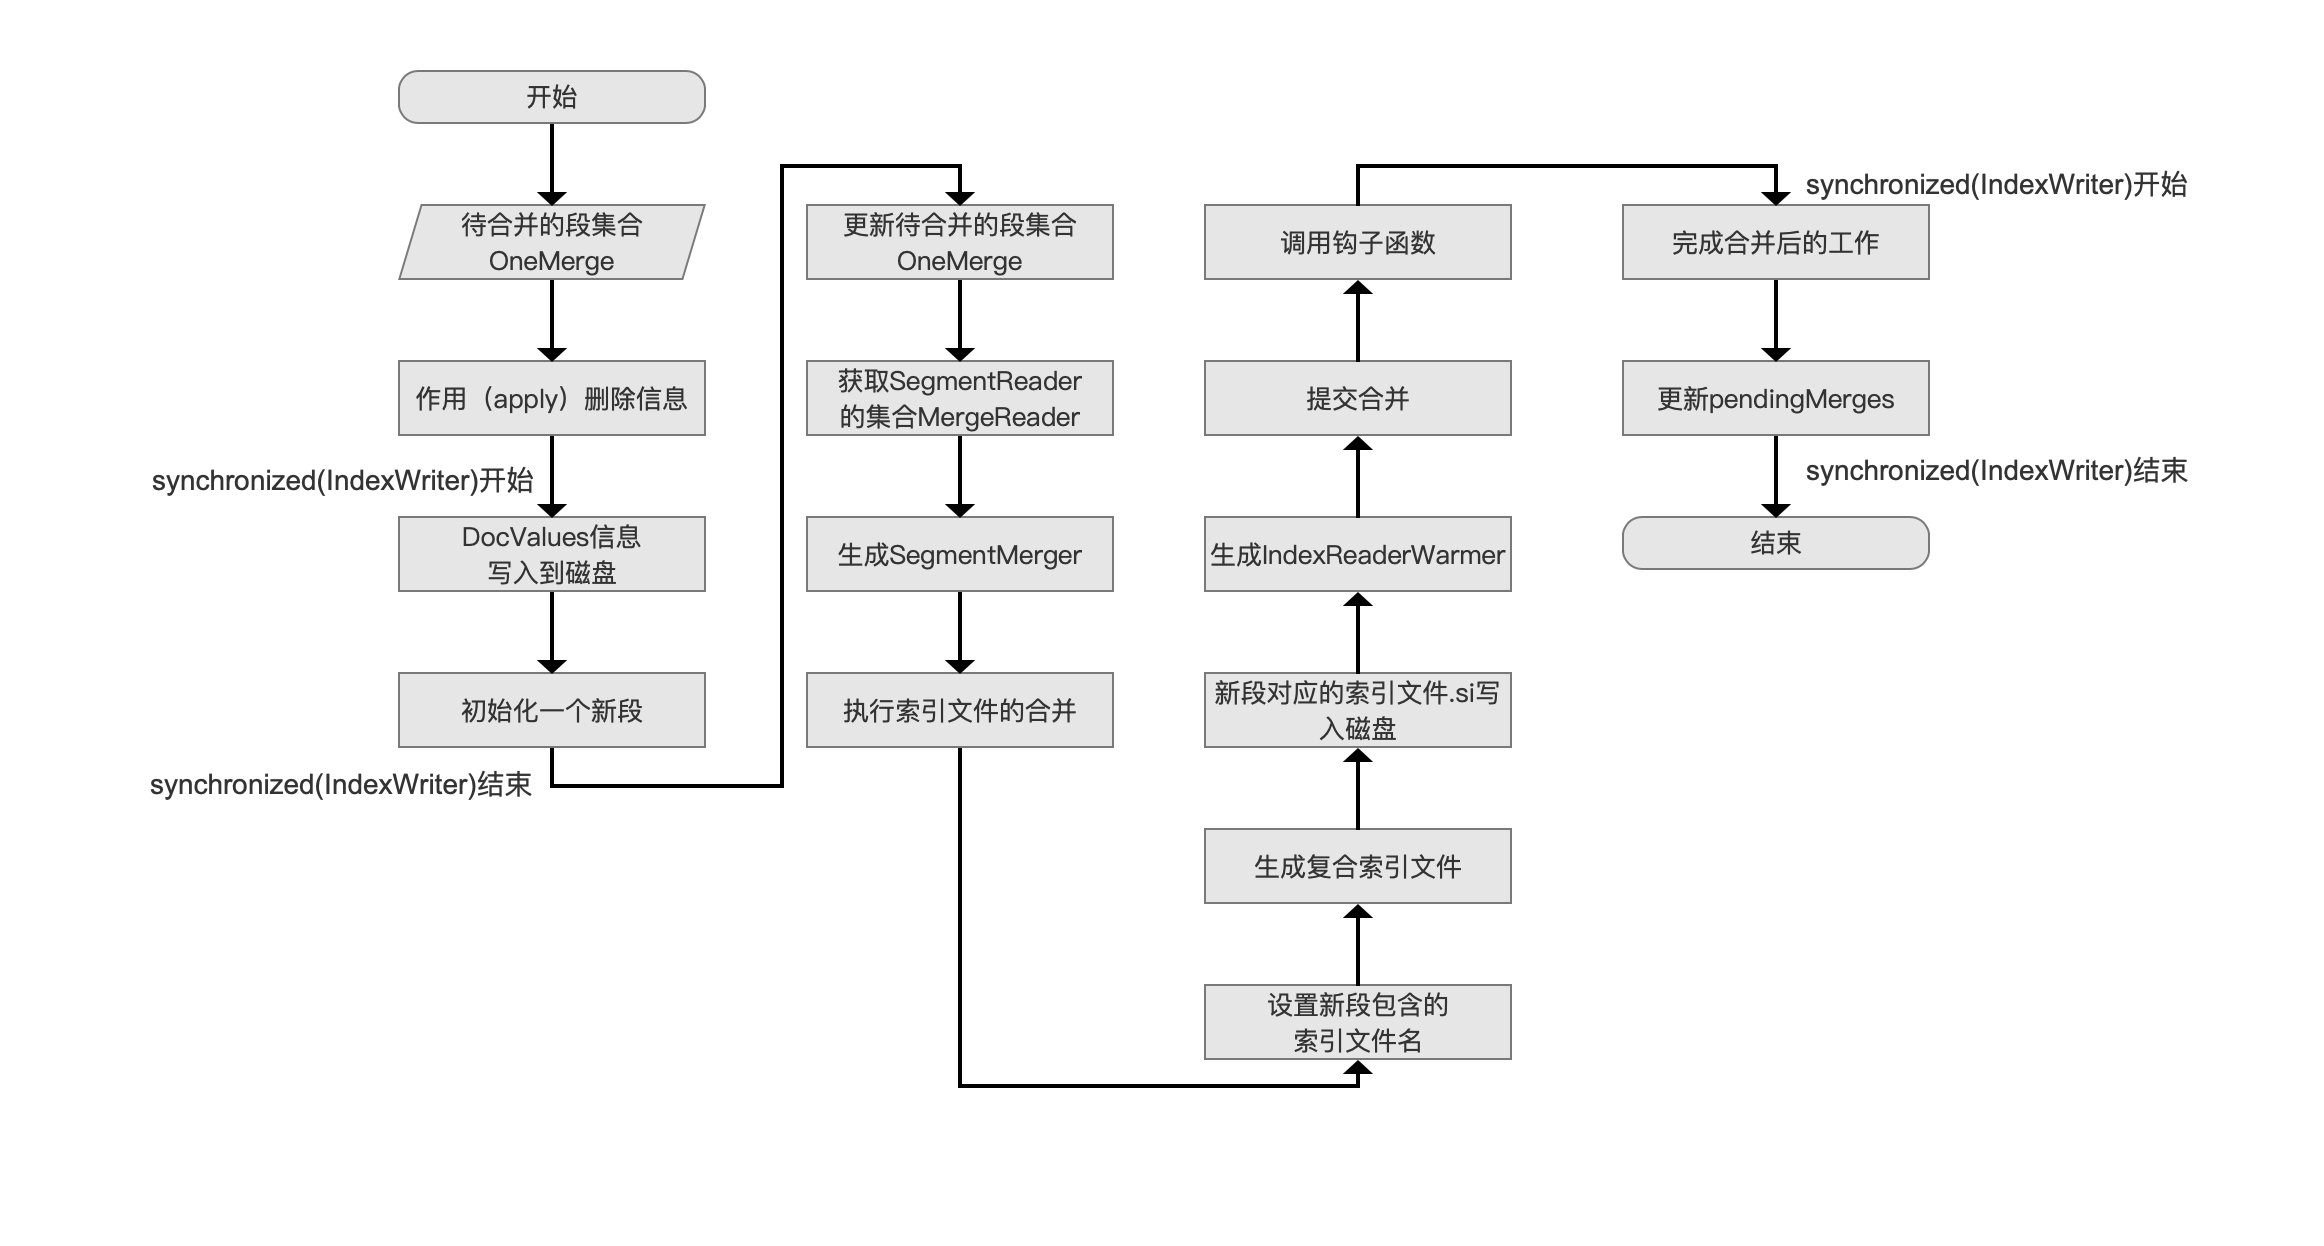 开始
待合并的段集合
OneMerge
作用（apply）删除信息
synchronized(IndexWriter)开始
DocValues信息
写入到磁盘
初始化一个新段
synchronized(IndexWriter)结束
更新待合并的段集合
OneMerge
获取SegmentReader
的集合MergeReader
生成SegmentMerger
执行索引文件的合并
设置新段包含的
索引文件名
生成复合索引文件
新段对应的索引文件.si写
入磁盘
生成IndexReaderWarmer
提交合并
调用钩子函数
synchronized(IndexWriter)开始
完成合并后的工作
更新pendingMerges
synchronized(IndexWriter)结束
结束